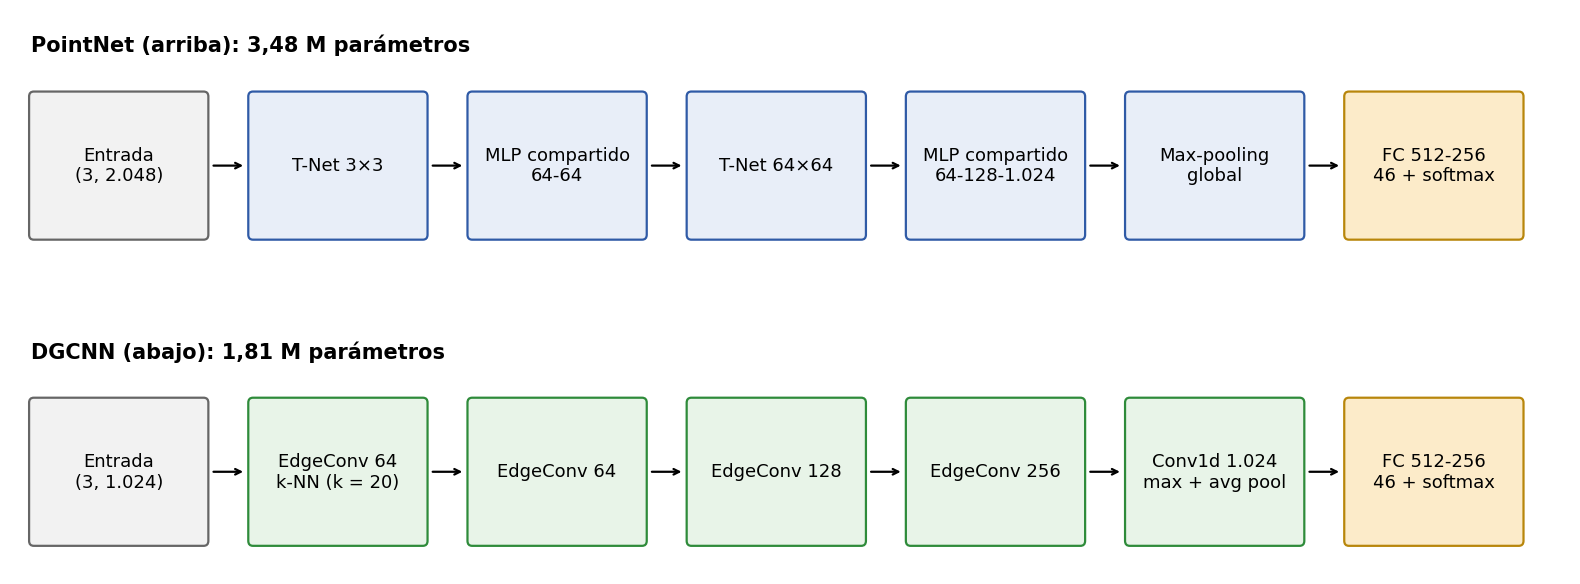 PointNet (arriba): 3,48 M parámetros
Entrada
(3, 2.048)
T-Net 3×3
MLP compartido
64-64
T-Net 64×64
MLP compartido
64-128-1.024
Max-pooling
global
FC 512-256
46 + softmax
DGCNN (abajo): 1,81 M parámetros
Entrada
(3, 1.024)
EdgeConv 64
k-NN (k = 20)
EdgeConv 64
EdgeConv 128
EdgeConv 256
Conv1d 1.024
max + avg pool
FC 512-256
46 + softmax